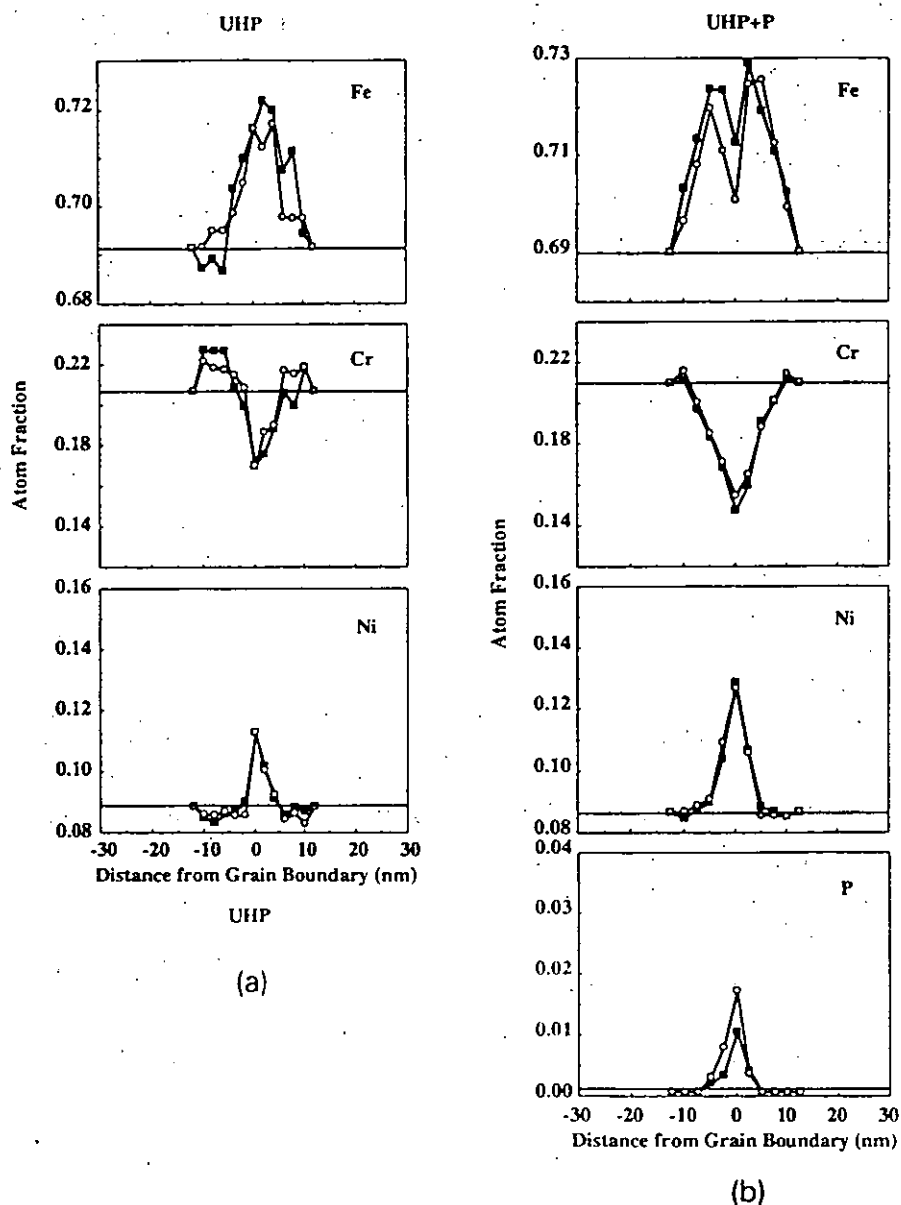 UHP
Fe
0.72
0.70
0.68
Cr
0.22
0.18
0.14
Atom Fraction
0.16
Ni
0.14
0.12
0.10
0.08
-30 -20 -10 0 10 20 30
Distance from Grain Boundary (nm)
UHP
(a)
UHP+P
0.73
Fe
0.71
0.69
Cr
0.22
0.18
0.14
Atom Fraction
0.16
Ni
0.14
0.12
0.10
0.08
0.04
P
0.03
0.02
0.01
0.00
-30 -20 -10 0 10 20 30
Distance from Grain Boundary (nm)
(b)